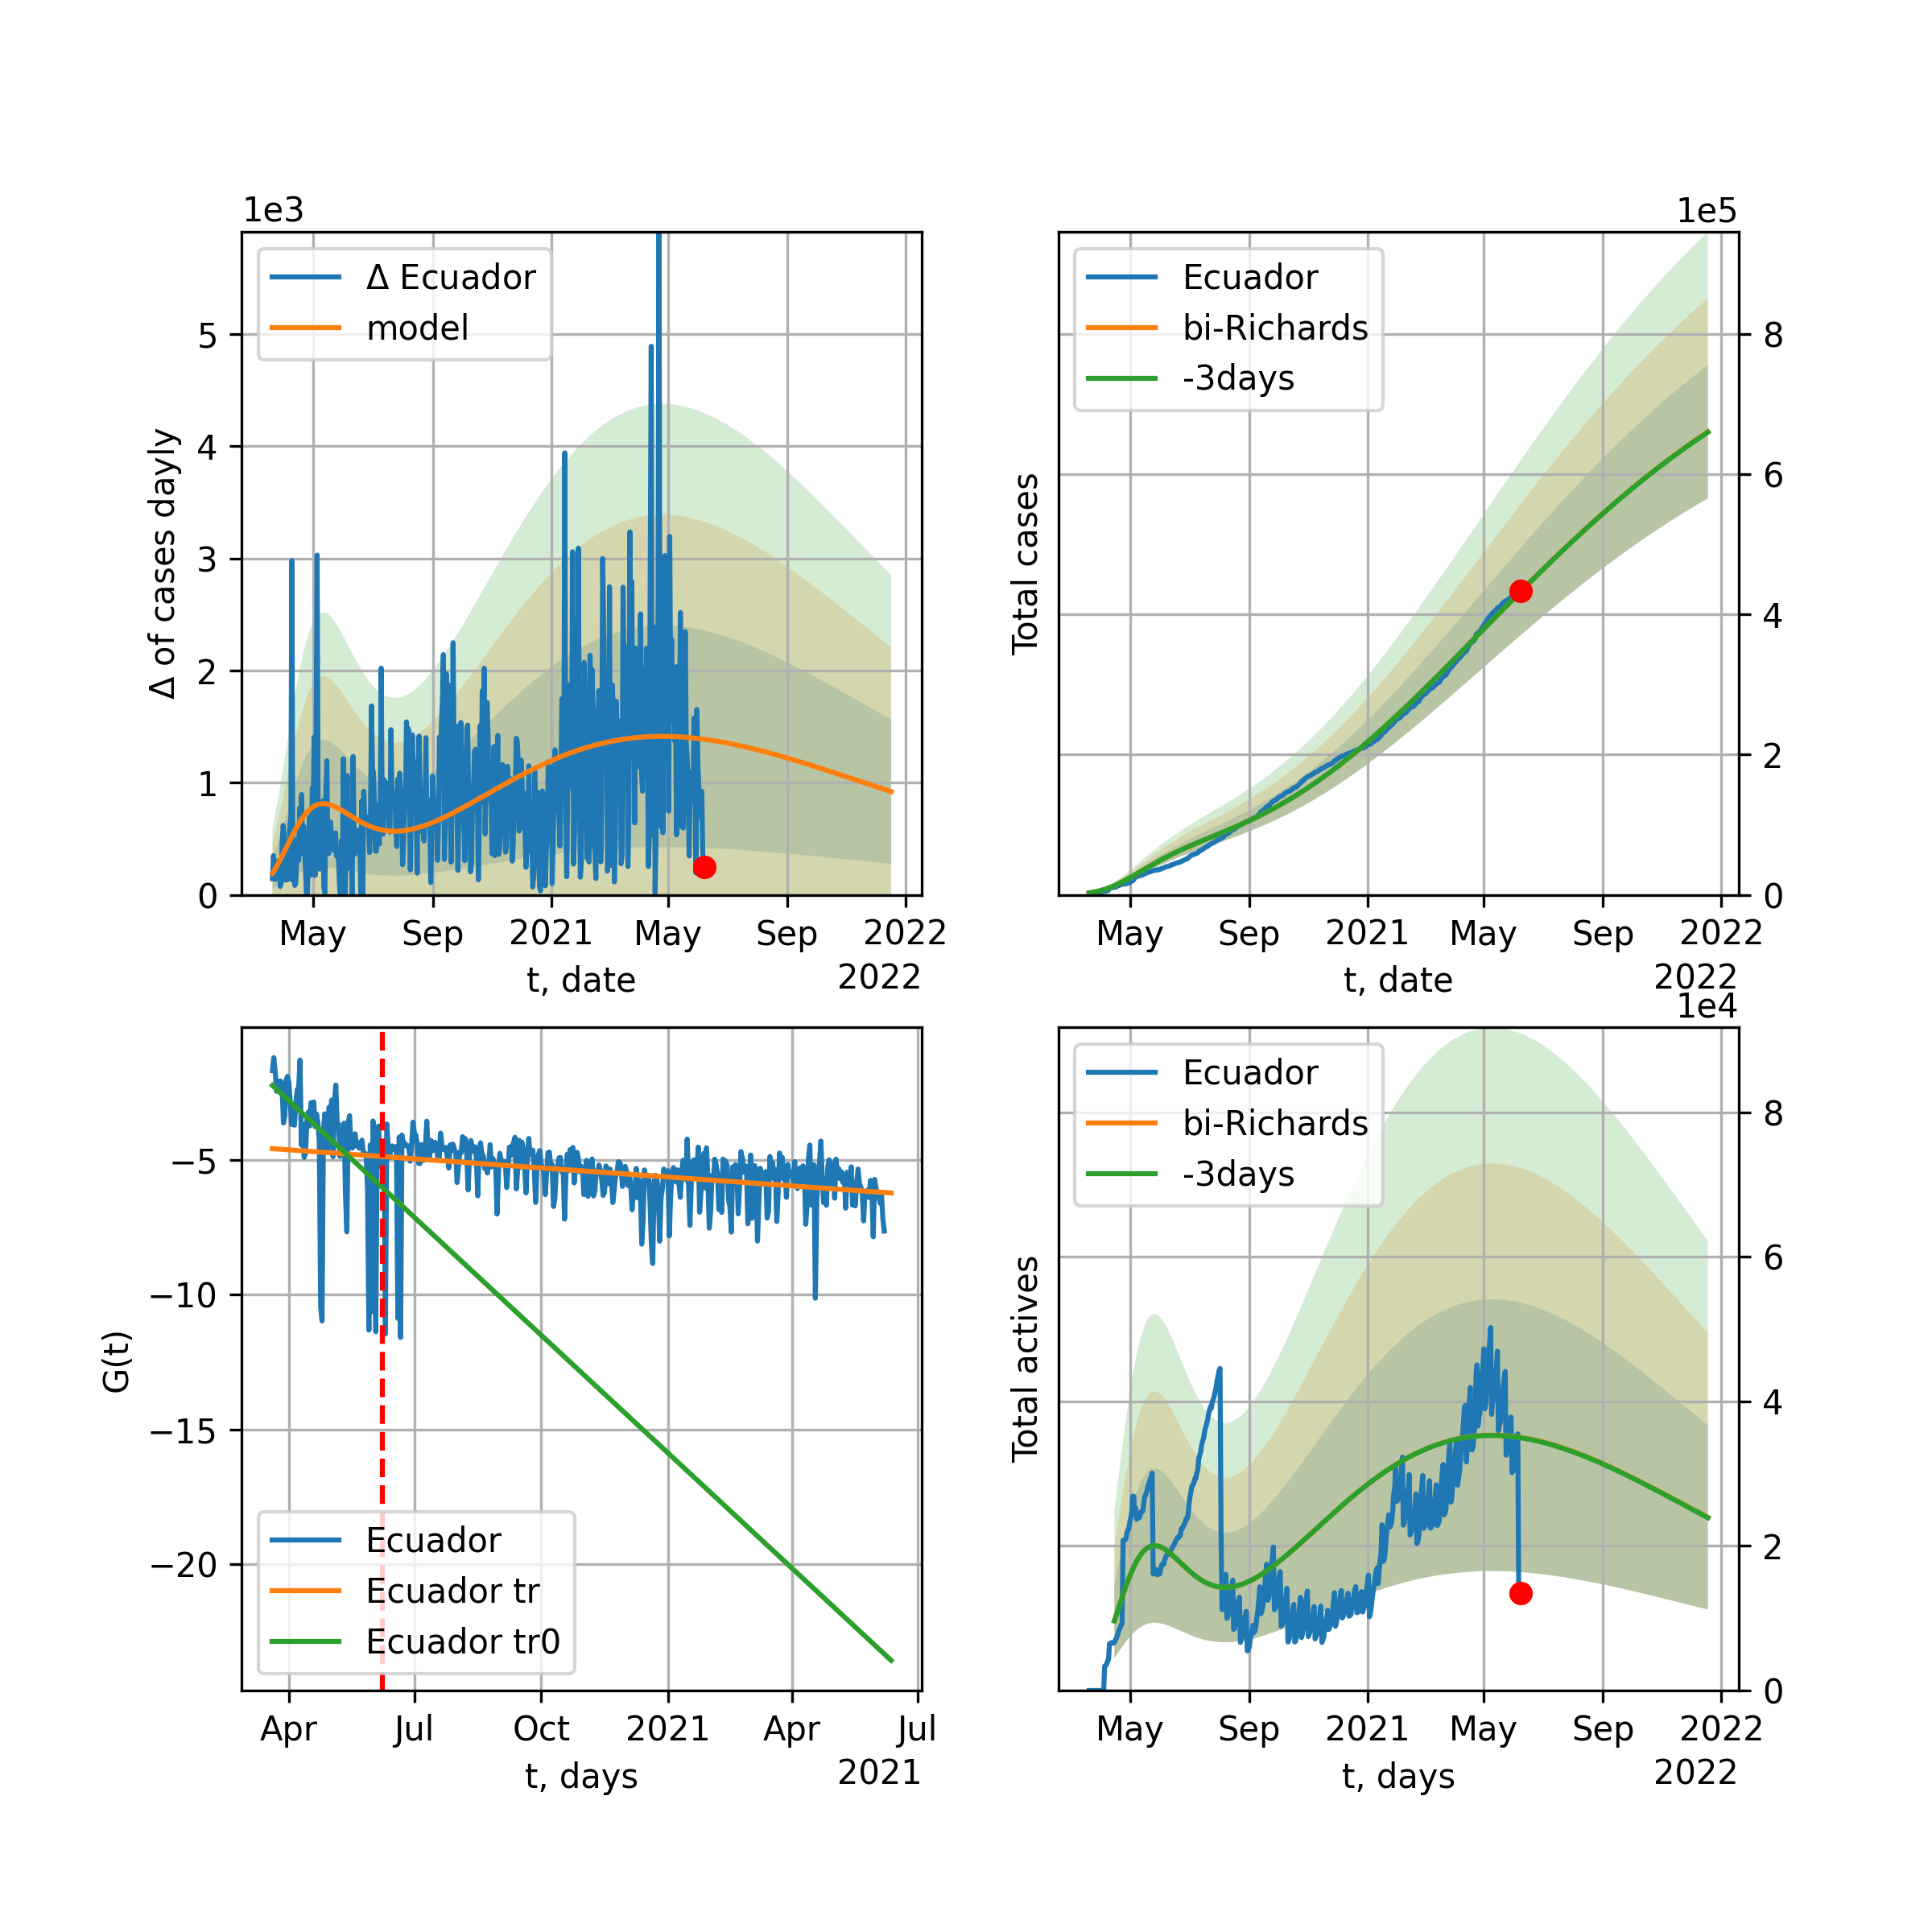 1e3
Δ Ecuador
model
Δ of cases dayly
5
4
3
2
1
0
May
Sep
2021
May
Sep
2022
t, date
2022
1e5
Ecuador
bi-Richards
-3days
Total cases
8
6
4
2
0
May
Sep
2021
May
Sep
2022
t, date
2022
G(t)
−5
−10
−15
−20
Ecuador
Ecuador tr
Ecuador tr0
Apr
Jul
Oct
2021
Apr
Jul
t, days
2021
1e4
Ecuador
bi-Richards
-3days
Total actives
8
6
4
2
0
May
Sep
2021
May
Sep
2022
t, days
2022